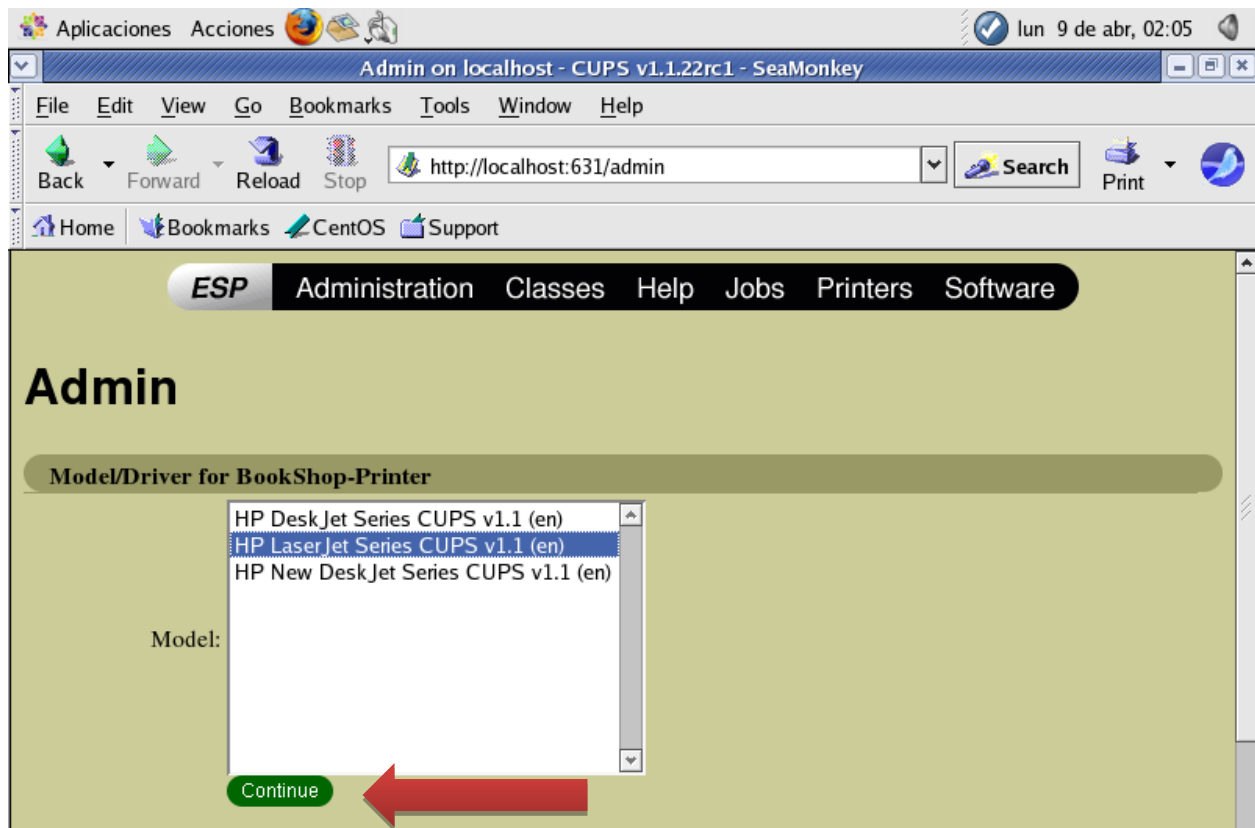 Aplicaciones Acciones lun 9 de abr, 02:05
Admin on localhost - CUPS v1.1.22rc1 - SeaMonkey
File Edit View Go Bookmarks Tools Window Help
Back Forward Reload Stop http://localhost:631/admin Search Print
Home Bookmarks CentOS Support
ESP Administration Classes Help Jobs Printers Software
Admin
Model/Driver for BookShop-Printer
HP DeskJet Series CUPS v1.1 (en)
HP LaserJet Series CUPS v1.1 (en)
HP New DeskJet Series CUPS v1.1 (en)
Model:
Continue